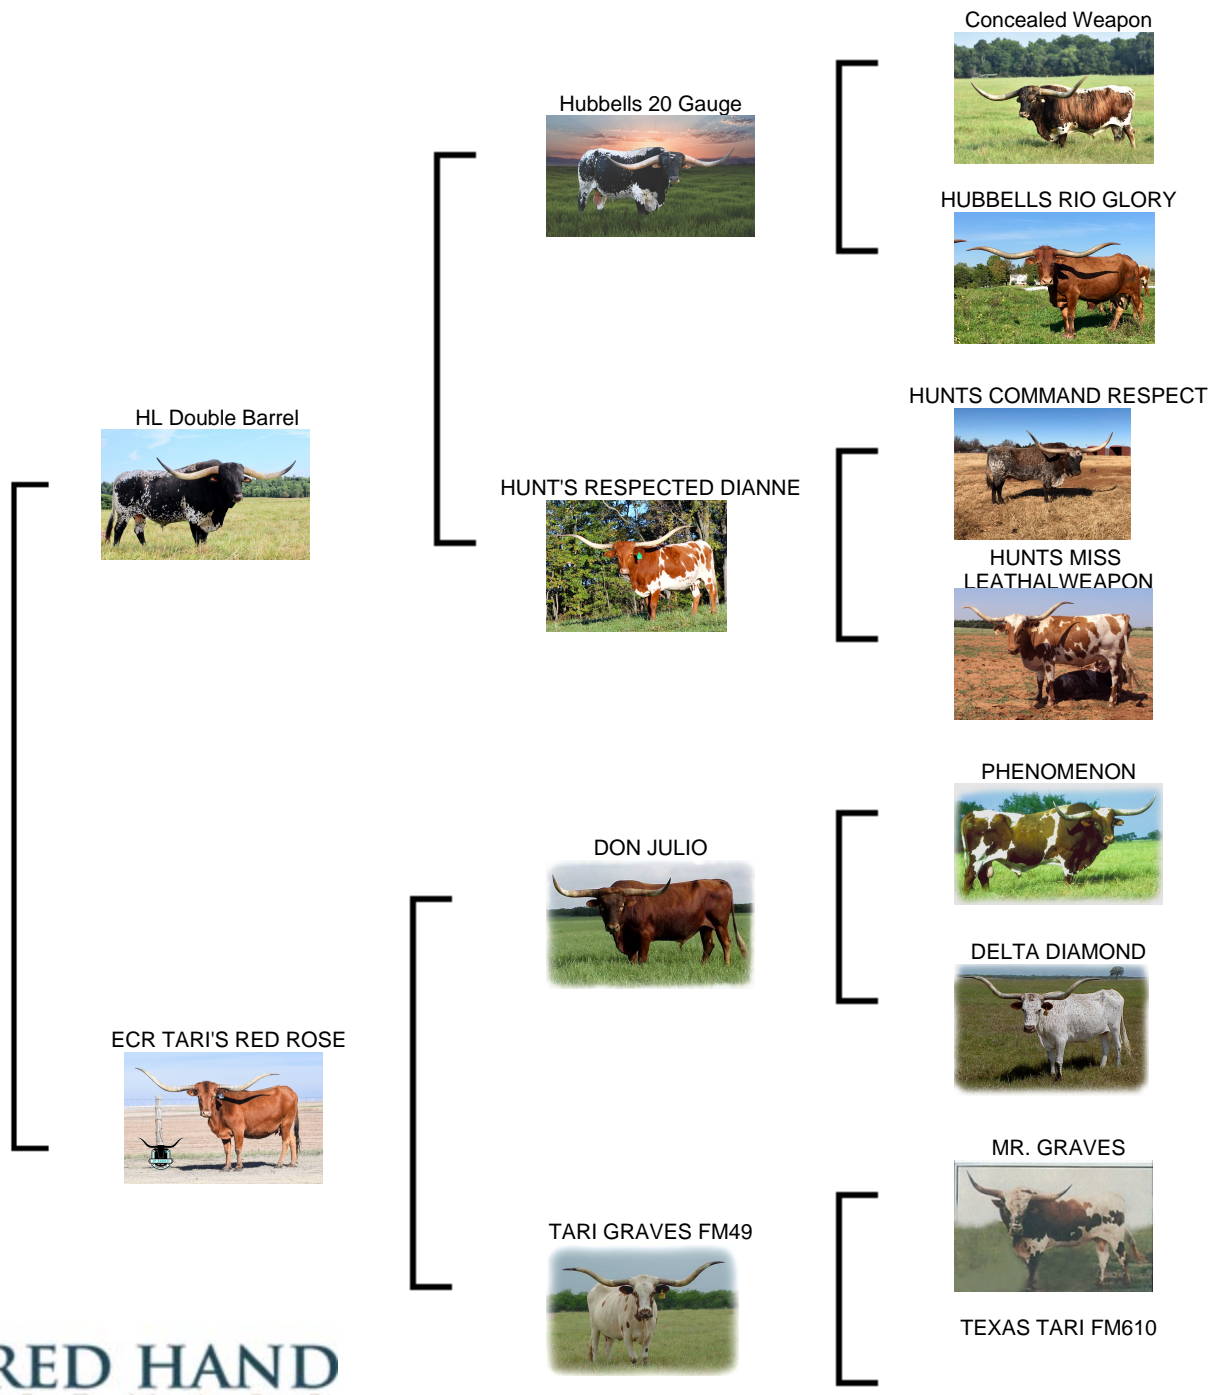 Concealed Weapon
Hubbells 20 Gauge
HUBBELLS RIO GLORY
HUNTS COMMAND RESPECT
HL Double Barrel
HUNT'S RESPECTED DIANNE
HUNTS MISS
LEATHALWEAPON
PHENOMENON
DON JULIO
DELTA DIAMOND
ECR TARI'S RED ROSE
MR. GRAVES
TARI GRAVES FM49
TEXAS TARI FM610
RED HAND